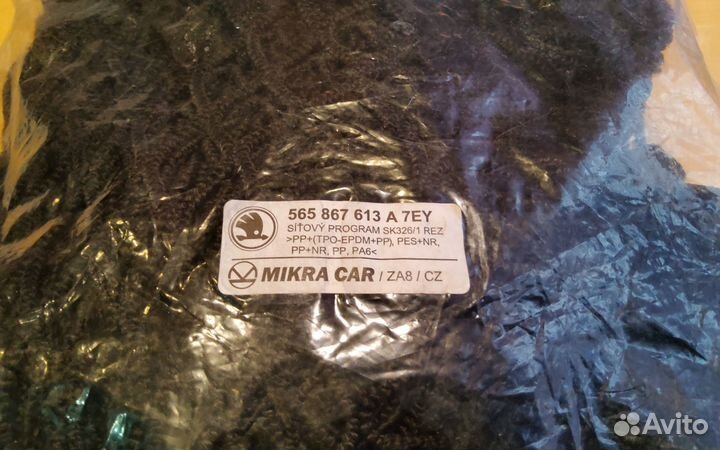 565 867 613 A 7EY
SÍŤOVÝ PROGRAM SK326/1 REZ
>PP+(TPO-EPDM+PP), PES+NR,
PP+NR, PP, PA6<
MIKRA CAR / ZA8 / CZ
Avito